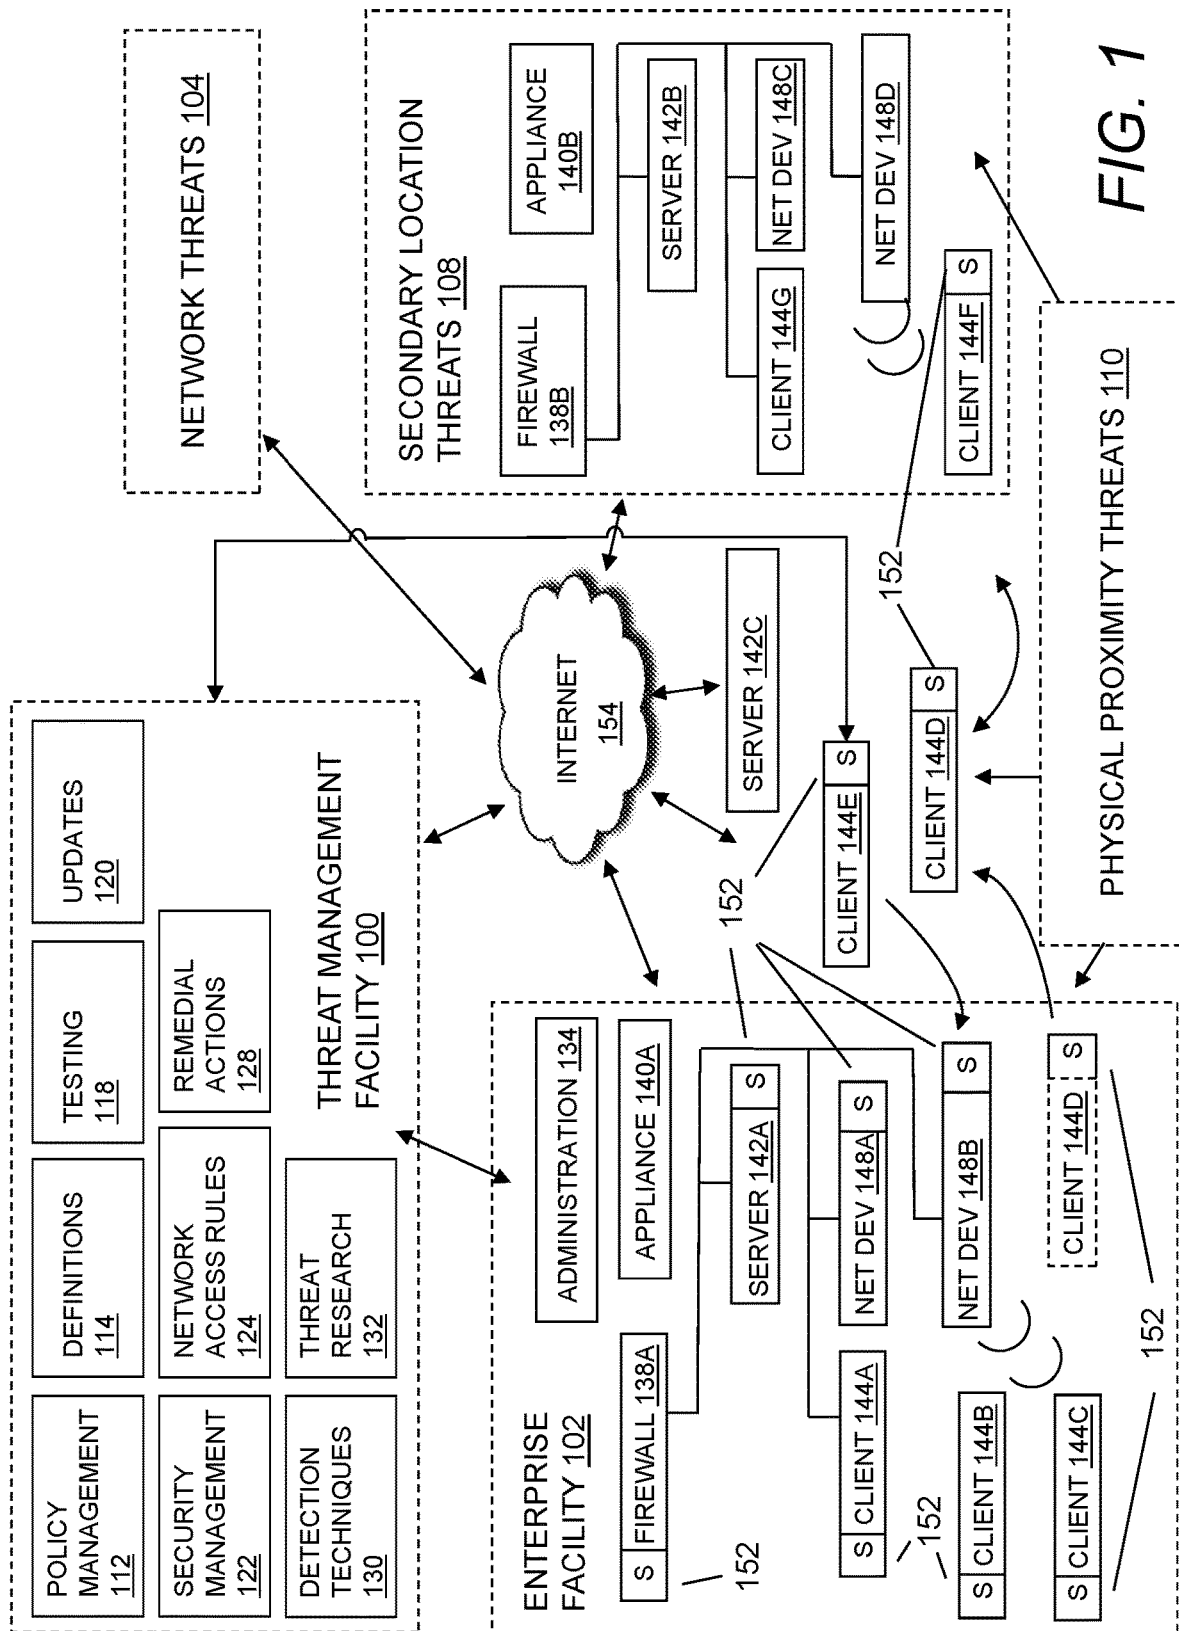 POLICY
MANAGEMENT
112
DEFINITIONS
114
TESTING
118
UPDATES
120
SECURITY
MANAGEMENT
122
NETWORK
ACCESS RULES
124
REMEDIAL
ACTIONS
128
DETECTION
TECHNIQUES
130
THREAT
RESEARCH
132
THREAT MANAGEMENT
FACILITY 100
NETWORK THREATS 104
INTERNET
154
SERVER 142C
ENTERPRISE
FACILITY 102
ADMINISTRATION 134
S FIREWALL 138A
152
APPLIANCE 140A
SERVER 142A S
152
S CLIENT 144A
NET DEV 148A S
152
S CLIENT 144B
NET DEV 148B S
S CLIENT 144C
CLIENT 144D S
152
CLIENT 144E S
CLIENT 144D S
152
SECONDARY LOCATION
THREATS 108
FIREWALL
138B
APPLIANCE
140B
SERVER 142B
CLIENT 144G
NET DEV 148C
NET DEV 148D
CLIENT 144F S
PHYSICAL PROXIMITY THREATS 110
FIG. 1